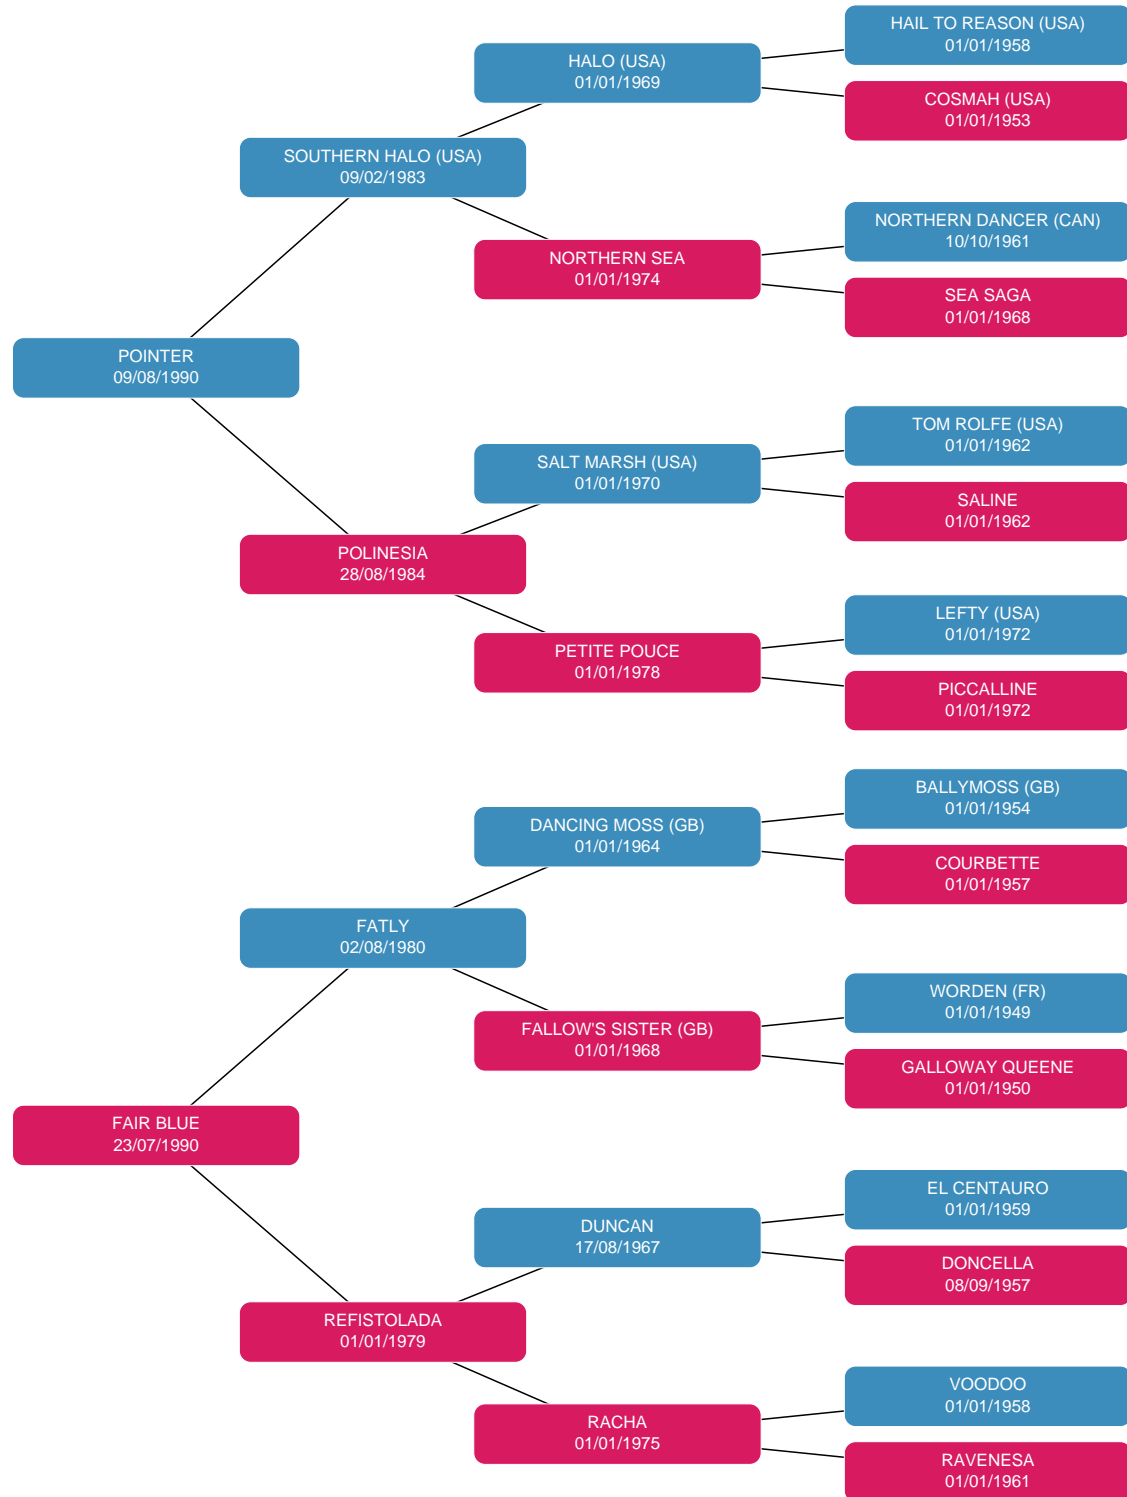 HAIL TO REASON (USA)
01/01/1958
HALO (USA)
01/01/1969
COSMAH (USA)
01/01/1953
SOUTHERN HALO (USA)
09/02/1983
NORTHERN DANCER (CAN)
10/10/1961
NORTHERN SEA
01/01/1974
SEA SAGA
01/01/1968
POINTER
09/08/1990
TOM ROLFE (USA)
01/01/1962
SALT MARSH (USA)
01/01/1970
SALINE
01/01/1962
POLINESIA
28/08/1984
LEFTY (USA)
01/01/1972
PETITE POUCE
01/01/1978
PICCALLINE
01/01/1972
BALLYMOSS (GB)
01/01/1954
DANCING MOSS (GB)
01/01/1964
COURBETTE
01/01/1957
FATLY
02/08/1980
WORDEN (FR)
01/01/1949
FALLOW'S SISTER (GB)
01/01/1968
GALLOWAY QUEENE
01/01/1950
FAIR BLUE
23/07/1990
EL CENTAURO
01/01/1959
DUNCAN
17/08/1967
DONCELLA
08/09/1957
REFISTOLADA
01/01/1979
VOODOO
01/01/1958
RACHA
01/01/1975
RAVENESA
01/01/1961